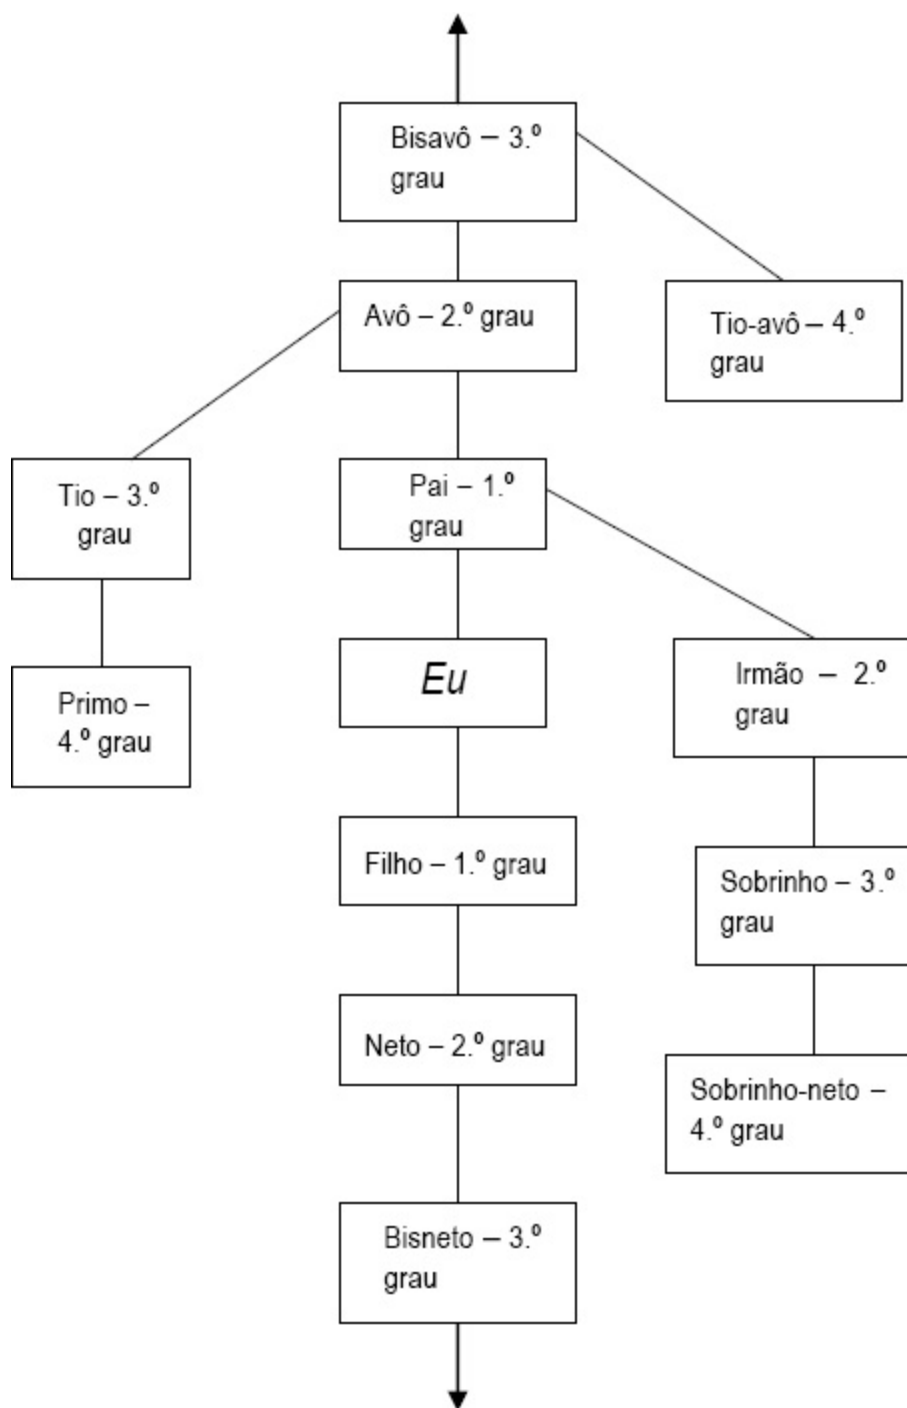 Bisavô – 3.º
grau
Avô – 2.º grau
Tio-avô – 4.º
grau
Tio – 3.º
grau
Pai – 1.º
grau
Eu
Irmão – 2.º
grau
Primo –
4.º grau
Filho – 1.º grau
Sobrinho – 3.º
grau
Neto – 2.º grau
Sobrinho-neto –
4.º grau
Bisneto – 3.º
grau